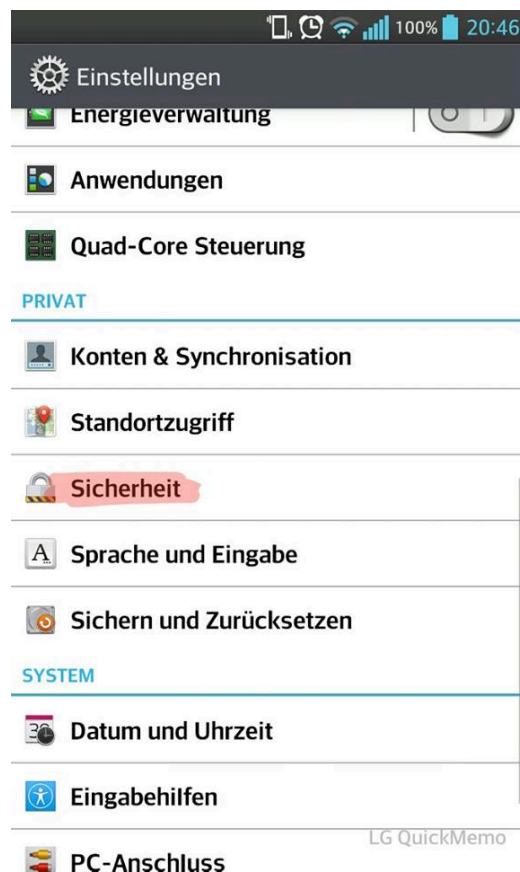 100% 20:46
Einstellungen
Energieverwaltung
Anwendungen
Quad-Core Steuerung
PRIVAT
Konten & Synchronisation
Standortzugriff
Sicherheit
Sprache und Eingabe
Sichern und Zurücksetzen
SYSTEM
Datum und Uhrzeit
Eingabehilfen
LG QuickMemo
PC-Anschluss